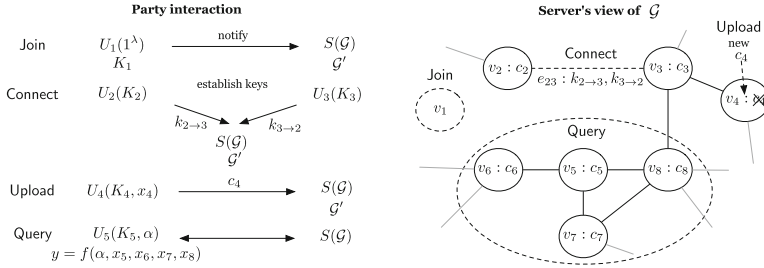 Party interaction
Join U₁(1^λ) notify S(𝒢)
K₁ 𝒢′
Connect U₂(K₂) establish keys U₃(K₃)
k₂→₃ k₃→₂
S(𝒢)
𝒢′
Upload U₄(K₄, x₄) c₄ S(𝒢)
𝒢′
Query U₅(K₅, α) S(𝒢)
y = f(α, x₅, x₆, x₇, x₈)
Server's view of 𝒢
Upload
new
c₄
Connect
v₂ : c₂
e₂₃ : k₂→₃, k₃→₂
v₃ : c₃
Join
v₁
v₄ :
Query
v₆ : c₆
v₅ : c₅
v₈ : c₈
v₇ : c₇